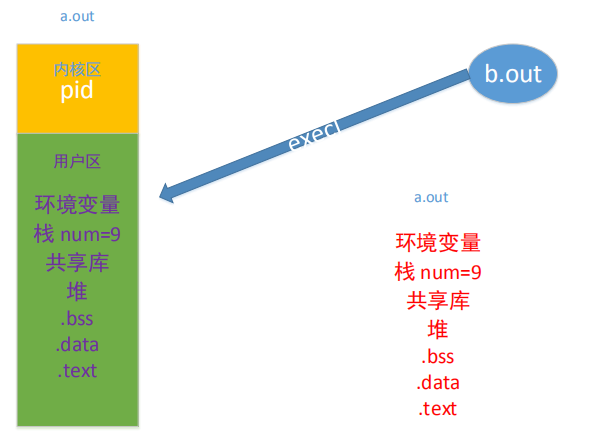 a.out
内核区
pid
用户区
环境变量
栈 num=9
共享库
堆
.bss
.data
.text
b.out
execl
a.out
环境变量
栈 num=9
共享库
堆
.bss
.data
.text